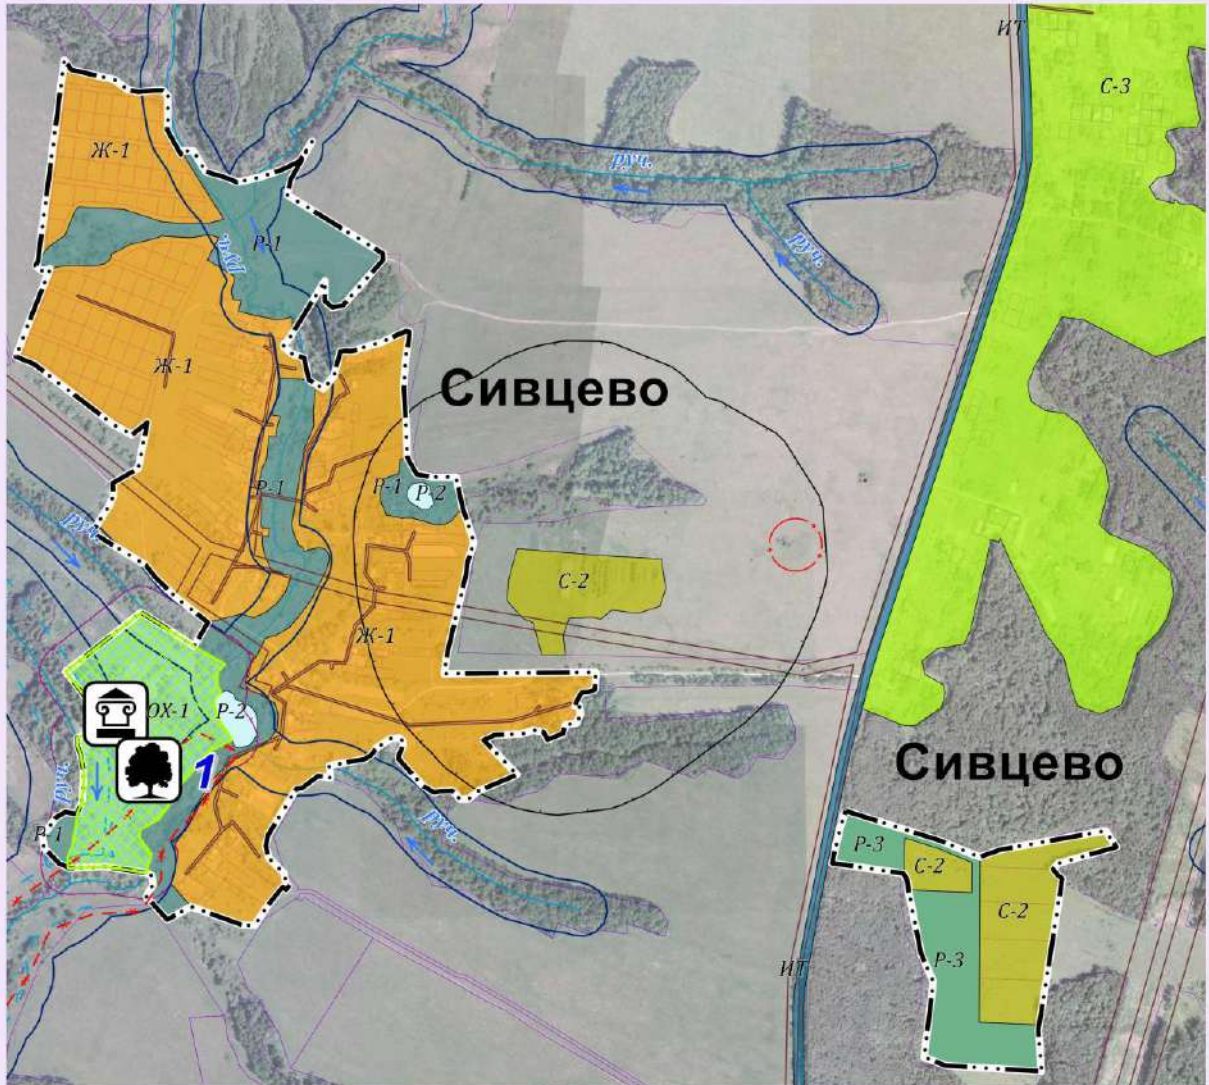 ИТ
С-3
Ж-1
руч.
Р-1
руч.
руч.
Ж-1
Сивцево
Р-1
Р-1
Р-2
руч.
С-2
Ж-1
ОХ-1
Р-2
1
Сивцево
руч.
Р-1
руч.
Р-3
С-2
С-2
Р-3
ИТ